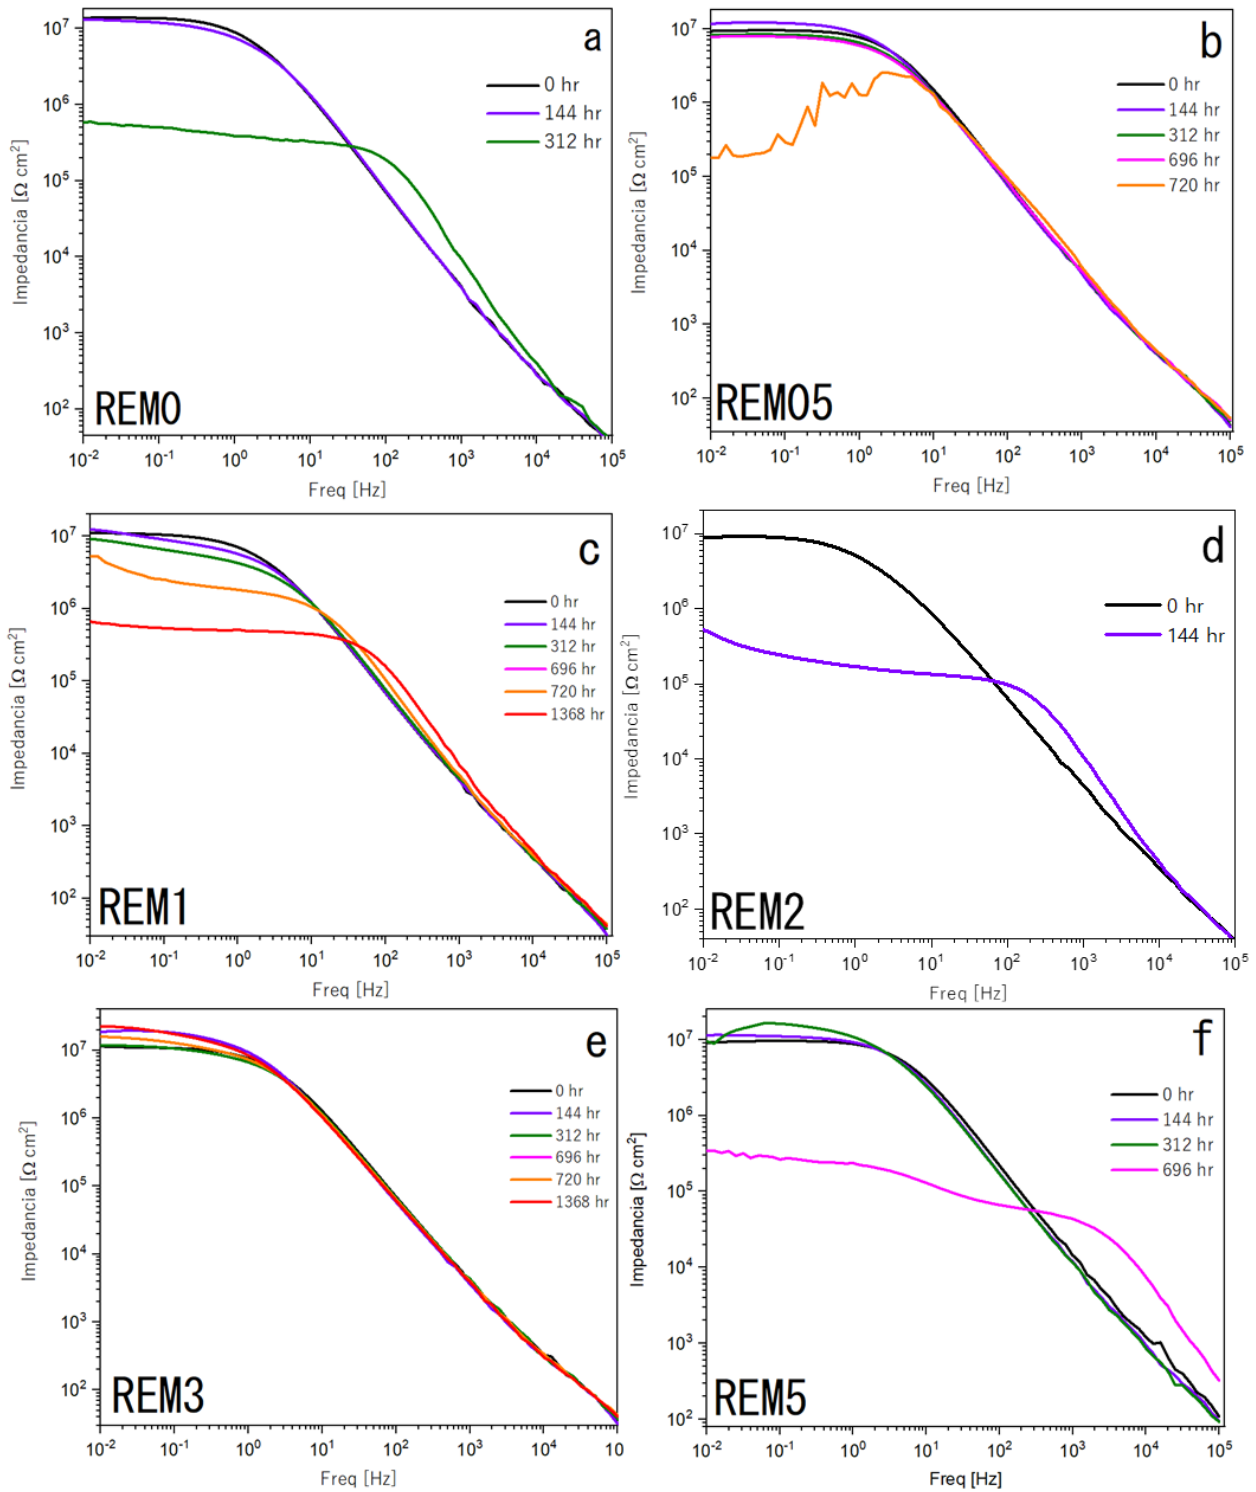 a
0 hr
144 hr
312 hr
10⁷
10⁶
10⁵
10⁴
10³
10²
Impedancia [Ω cm²]
REM0
10⁻²
10⁻¹
10⁰
10¹
10²
10³
10⁴
10⁵
Freq [Hz]
b
0 hr
144 hr
312 hr
696 hr
720 hr
10⁷
10⁶
10⁵
10⁴
10³
10²
Impedancia [Ω cm²]
REM05
10⁻²
10⁻¹
10⁰
10¹
10²
10³
10⁴
10⁵
Freq [Hz]
c
0 hr
144 hr
312 hr
696 hr
720 hr
1368 hr
10⁷
10⁶
10⁵
10⁴
10³
10²
Impedancia [Ω cm²]
REM1
10⁻²
10⁻¹
10⁰
10¹
10²
10³
10⁴
10⁵
Freq [Hz]
d
0 hr
144 hr
10⁷
10⁶
10⁵
10⁴
10³
10²
Impedancia [Ω cm²]
REM2
10⁻²
10⁻¹
10⁰
10¹
10²
10³
10⁴
10⁵
Freq [Hz]
e
0 hr
144 hr
312 hr
696 hr
720 hr
1368 hr
10⁷
10⁶
10⁵
10⁴
10³
10²
Impedancia [Ω cm²]
REM3
10⁻²
10⁻¹
10⁰
10¹
10²
10³
10⁴
10
Freq [Hz]
f
0 hr
144 hr
312 hr
696 hr
10⁷
10⁶
10⁵
10⁴
10³
10²
Impedancia [Ω cm²]
REM5
10⁻²
10⁻¹
10⁰
10¹
10²
10³
10⁴
10⁵
Freq [Hz]